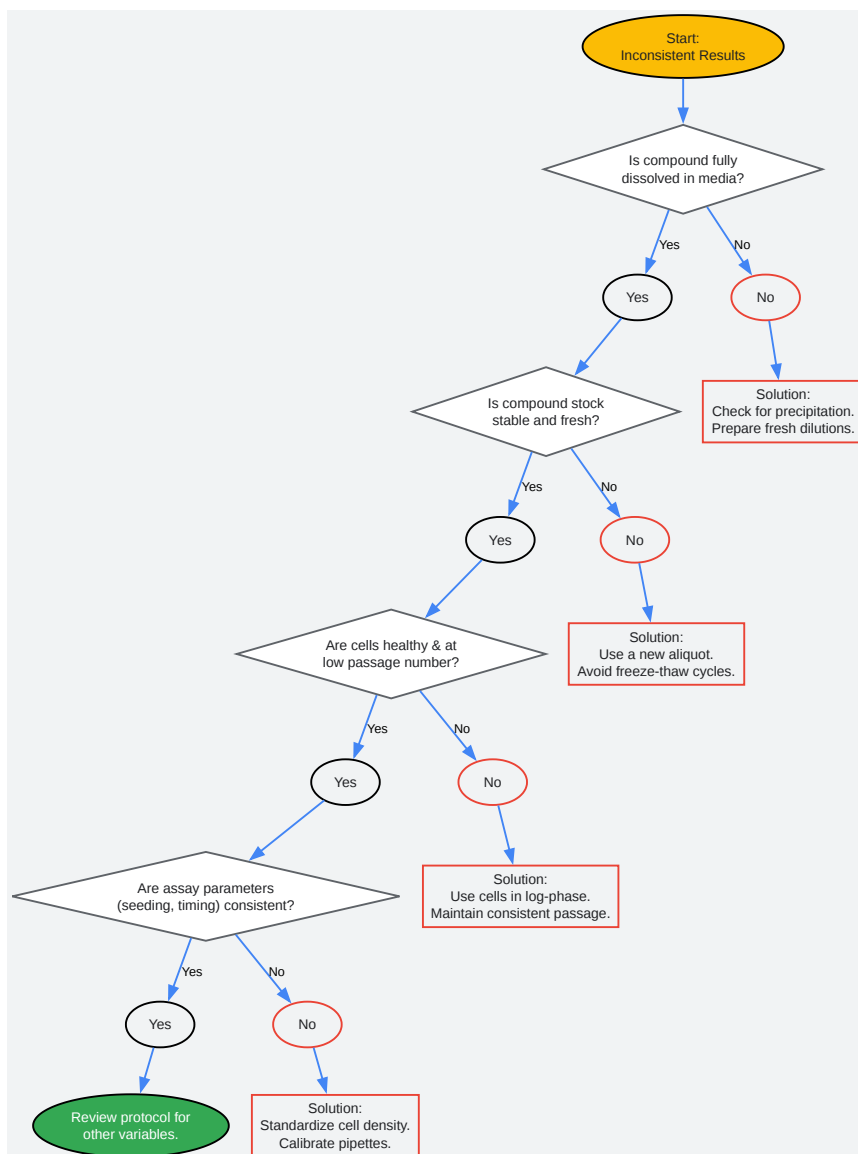 Start:
Inconsistent Results
Is compound fully
dissolved in media?
Yes
No
Yes
No
Solution:
Check for precipitation.
Prepare fresh dilutions.
Is compound stock
stable and fresh?
Yes
No
Yes
No
Solution:
Use a new aliquot.
Avoid freeze-thaw cycles.
Are cells healthy & at
low passage number?
Yes
No
Yes
No
Solution:
Use cells in log-phase.
Maintain consistent passage.
Are assay parameters
(seeding, timing) consistent?
Yes
No
Yes
No
Review protocol for
other variables.
Solution:
Standardize cell density.
Calibrate pipettes.